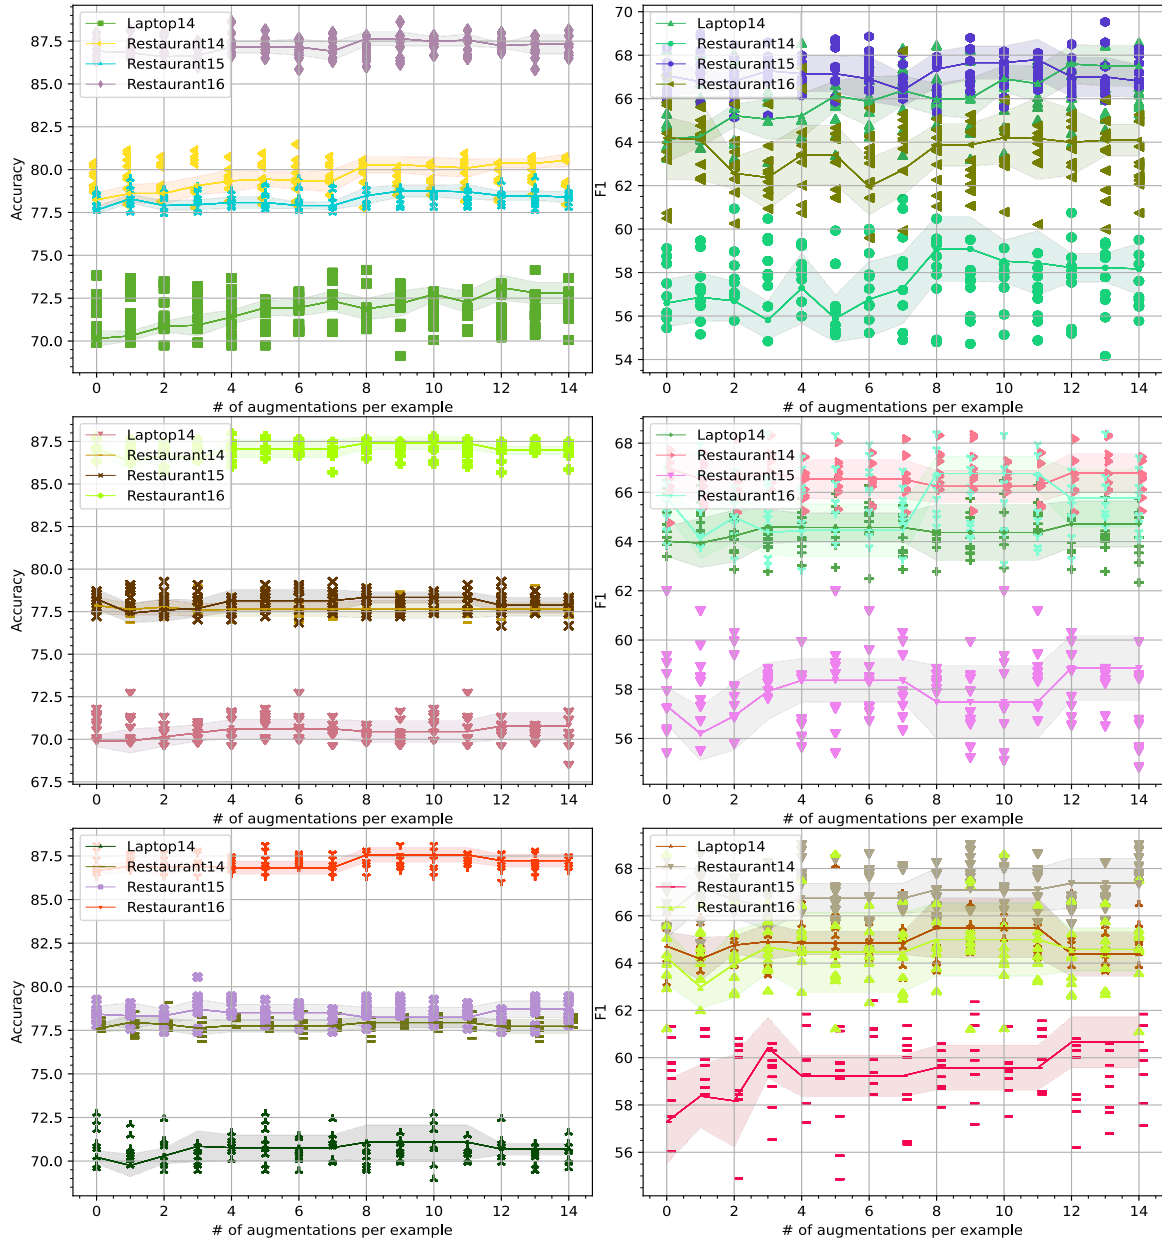 87.5
85.0
82.5
80.0
77.5
75.0
72.5
70.0
Accuracy
Laptop14
Restaurant14
Restaurant15
Restaurant16
0 2 4 6 8 10 12 14
# of augmentations per example
70
68
66
64
62
60
58
56
54
F1
Laptop14
Restaurant14
Restaurant15
Restaurant16
0 2 4 6 8 10 12 14
# of augmentations per example
87.5
85.0
82.5
80.0
77.5
75.0
72.5
70.0
67.5
Accuracy
Laptop14
Restaurant14
Restaurant15
Restaurant16
0 2 4 6 8 10 12 14
# of augmentations per example
68
66
64
62
60
58
56
F1
Laptop14
Restaurant14
Restaurant15
Restaurant16
0 2 4 6 8 10 12 14
# of augmentations per example
87.5
85.0
82.5
80.0
77.5
75.0
72.5
70.0
Accuracy
Laptop14
Restaurant14
Restaurant15
Restaurant16
0 2 4 6 8 10 12 14
# of augmentations per example
68
66
64
62
60
58
56
F1
Laptop14
Restaurant14
Restaurant15
Restaurant16
0 2 4 6 8 10 12 14
# of augmentations per example